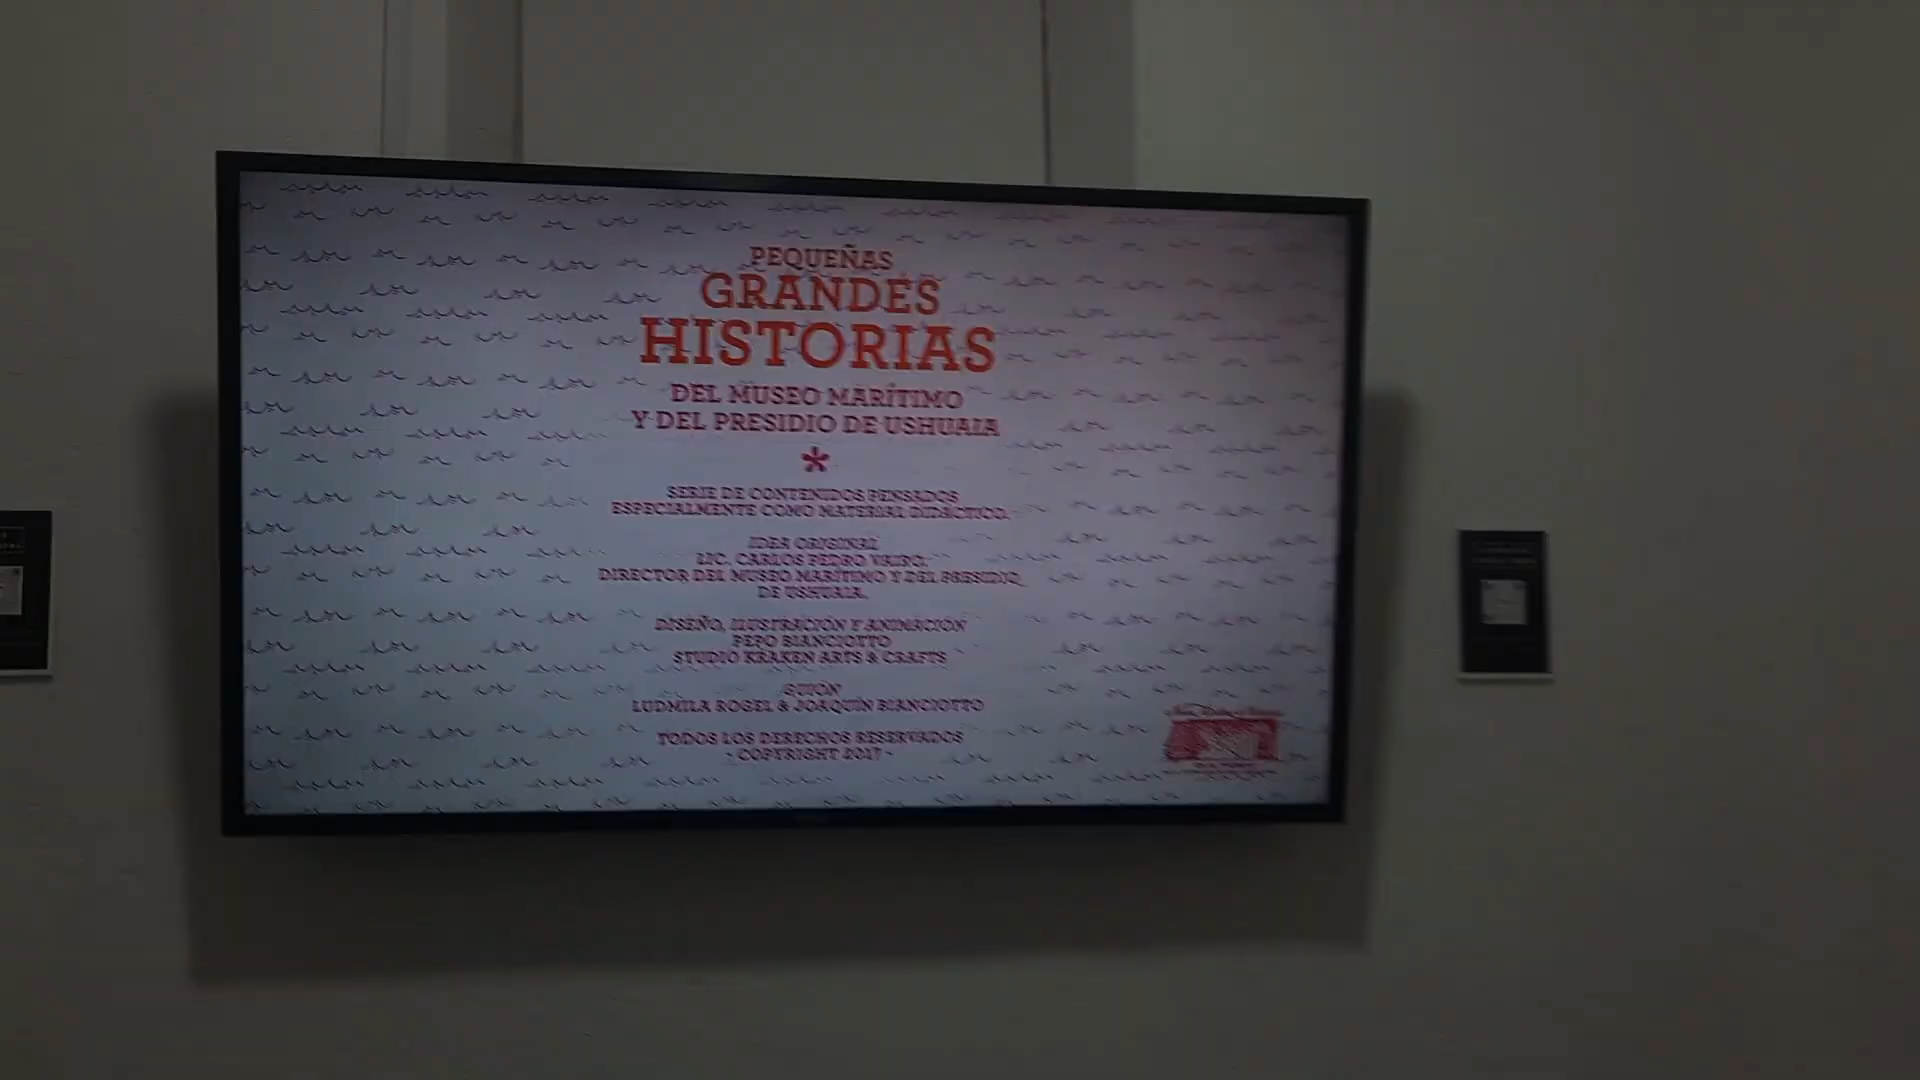 PEQUEÑAS
GRANDES
HISTORIAS
DEL MUSEO MARÍTIMO
Y DEL PRESIDIO DE USHUAIA
*
SERIE DE CONTENIDOS PENSADOS
ESPECIALMENTE COMO MATERIAL DIDÁCTICO.
IDEA ORIGINAL
LIC. CARLOS PEDRO VAIRO,
DIRECTOR DEL MUSEO MARÍTIMO Y DEL PRESIDIO
DE USHUAIA.
DISEÑO, ILUSTRACIÓN Y ANIMACIÓN
PEPO BIANCIOTTO
STUDIO KRAKEN ARTS & CRAFTS
GUIÓN
LUDMILA ROGEL & JOAQUÍN BIANCIOTTO
TODOS LOS DERECHOS RESERVADOS
- COPYRIGHT 2017 -